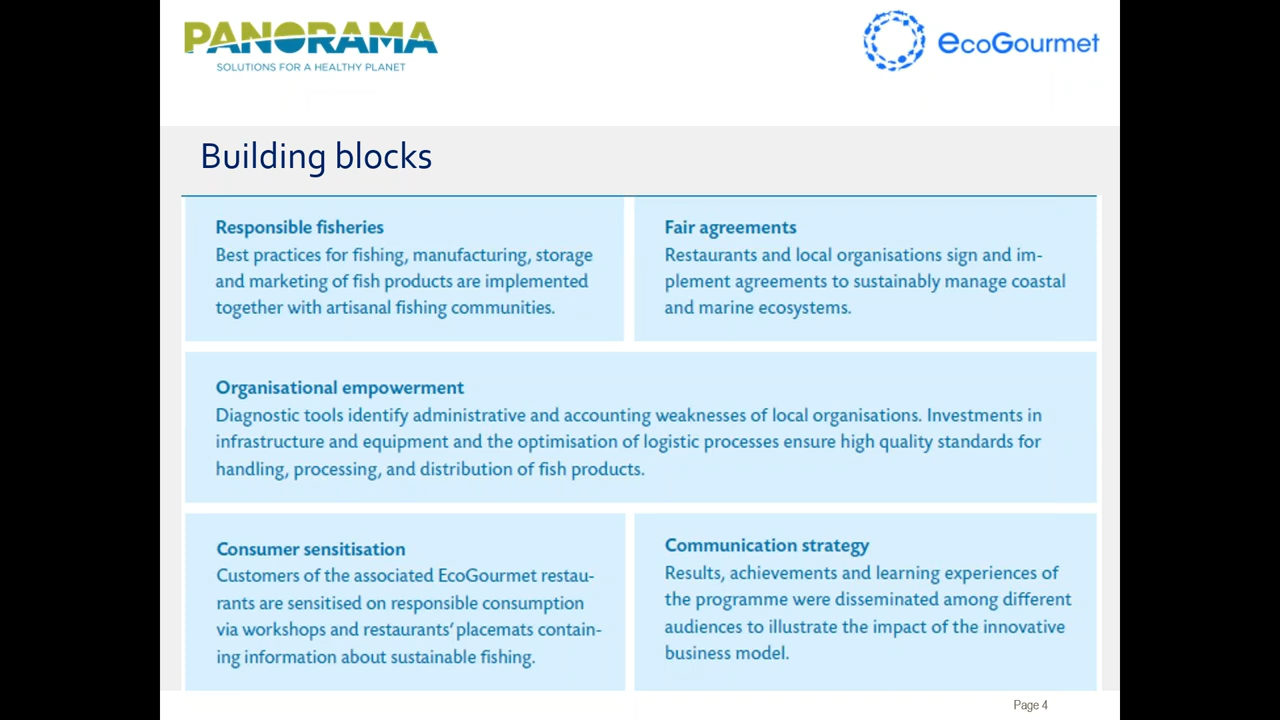 PANORAMA
SOLUTIONS FOR A HEALTHY PLANET
ecoGourmet
Building blocks
Responsible fisheries
Best practices for fishing, manufacturing, storage
and marketing of fish products are implemented
together with artisanal fishing communities.
Fair agreements
Restaurants and local organisations sign and im-
plement agreements to sustainably manage coastal
and marine ecosystems.
Organisational empowerment
Diagnostic tools identify administrative and accounting weaknesses of local organisations. Investments in
infrastructure and equipment and the optimisation of logistic processes ensure high quality standards for
handling, processing, and distribution of fish products.
Consumer sensitisation
Customers of the associated EcoGourmet restau-
rants are sensitised on responsible consumption
via workshops and restaurants' placemats contain-
ing information about sustainable fishing.
Communication strategy
Results, achievements and learning experiences of
the programme were disseminated among different
audiences to illustrate the impact of the innovative
business model.
Page 4